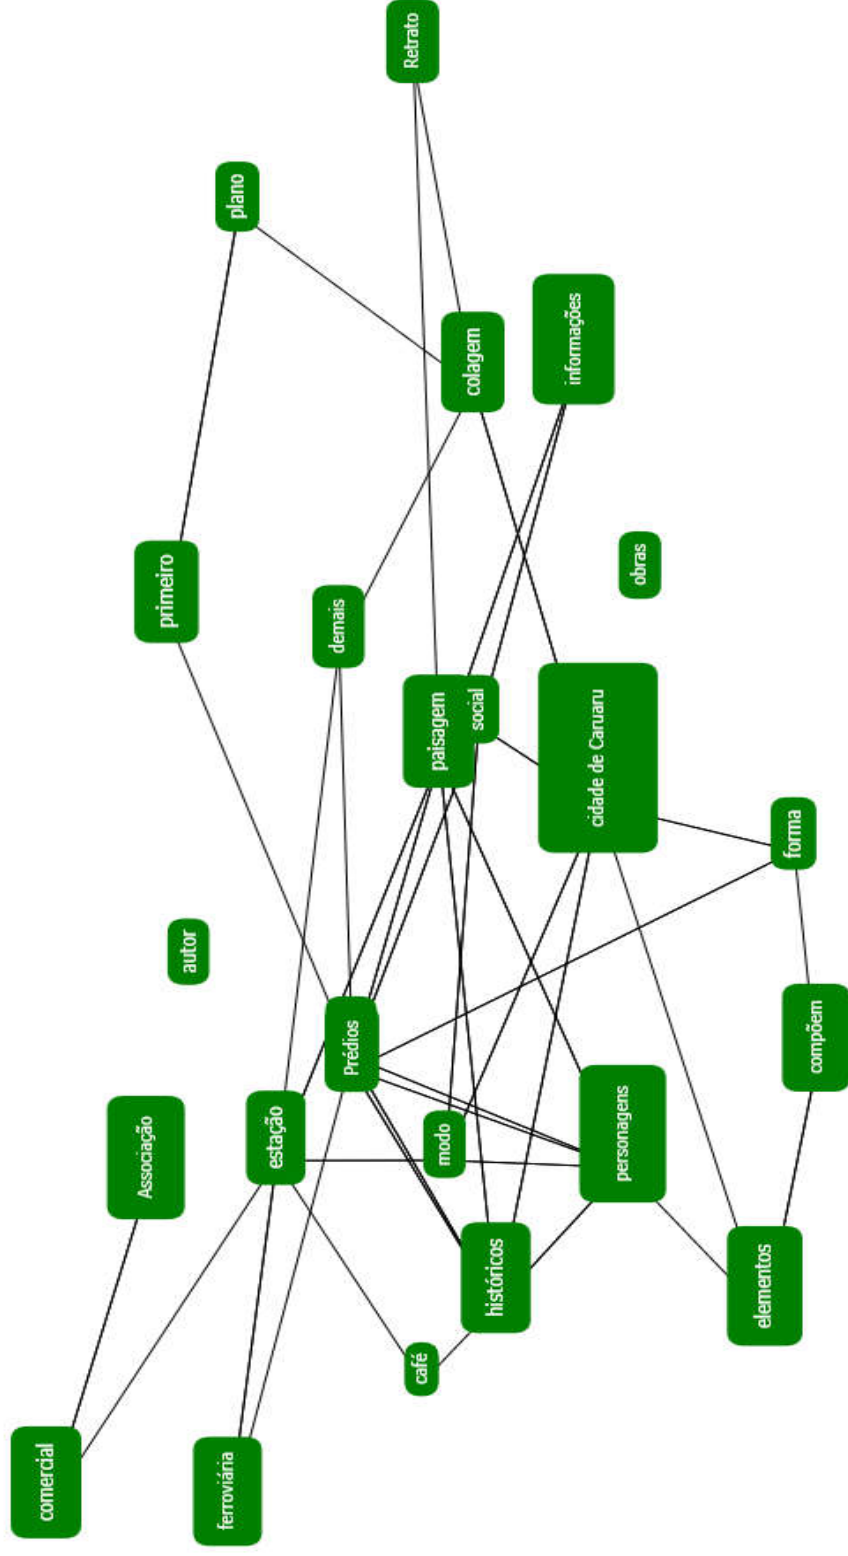 comercial
ferroviária
Associação
café
estação
históricos
elementos
modo
personagens
Prédios
autor
compõem
forma
paisagem
social
cidade de Caruaru
demais
primeiro
obras
colagem
informações
plano
Retrato